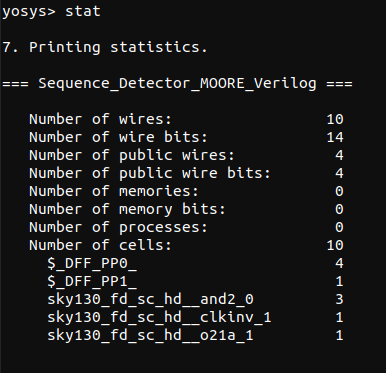 yosys> stat
7. Printing statistics.
=== Sequence_Detector_MOORE_Verilog ===
Number of wires: 10
Number of wire bits: 14
Number of public wires: 4
Number of public wire bits: 4
Number of memories: 0
Number of memory bits: 0
Number of processes: 0
Number of cells: 10
$_DFF_PP0_ 4
$_DFF_PP1_ 1
sky130_fd_sc_hd__and2_0 3
sky130_fd_sc_hd__clkinv_1 1
sky130_fd_sc_hd__o21a_1 1